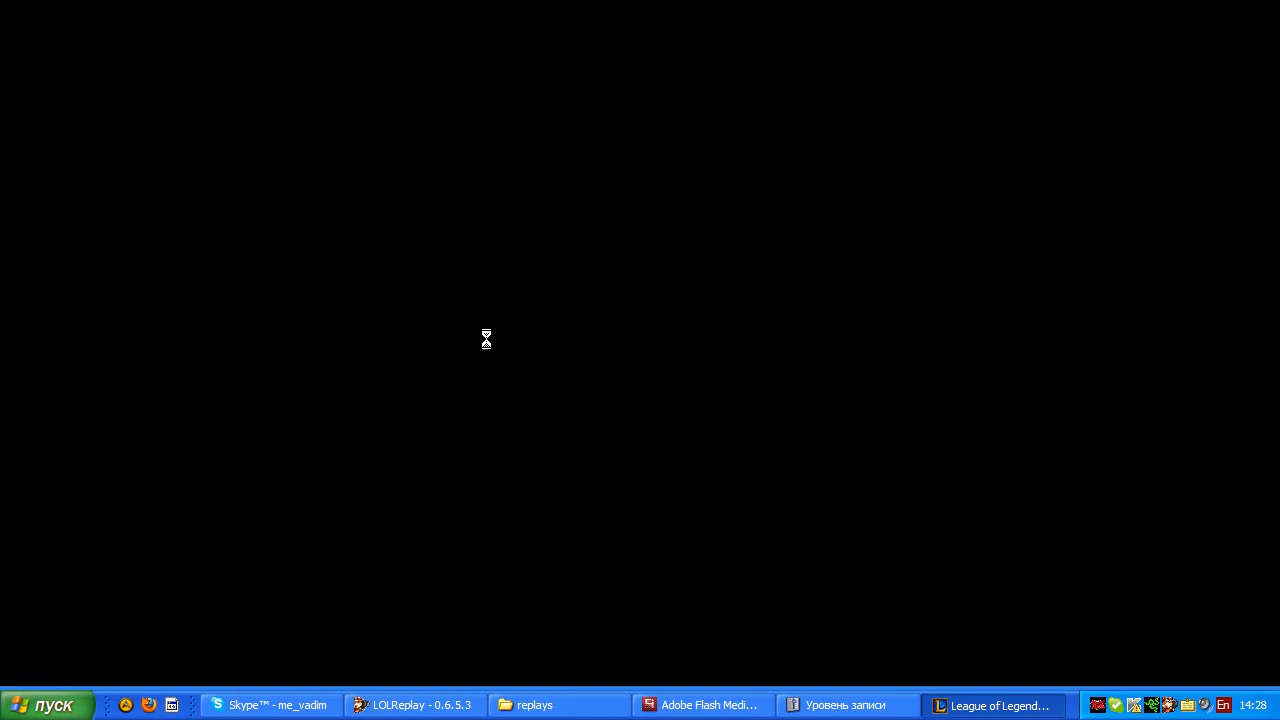 пуск
Skype™ - me_vadim
LOLReplay - 0.6.5.3
replays
Adobe Flash Medi...
Уровень записи
League of Legend...
En
14:28